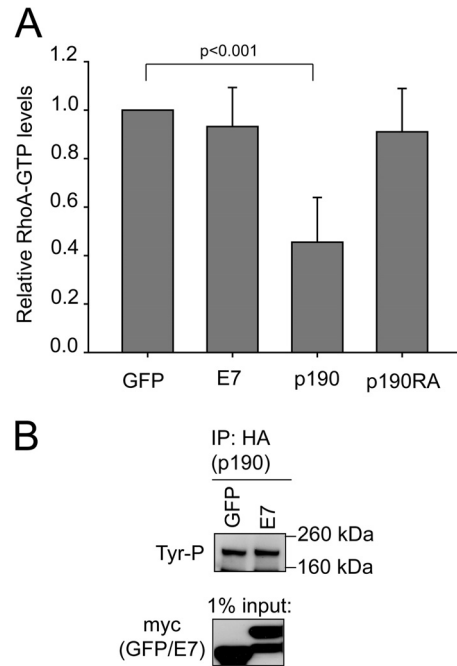 A
p<0.001
Relative RhoA-GTP levels
1.2
1.0
0.8
0.6
0.4
0.2
0.0
GFP E7 p190 p190RA
B
IP: HA
(p190)
GFP E7
Tyr-P
260 kDa
160 kDa
1% input:
myc
(GFP/E7)